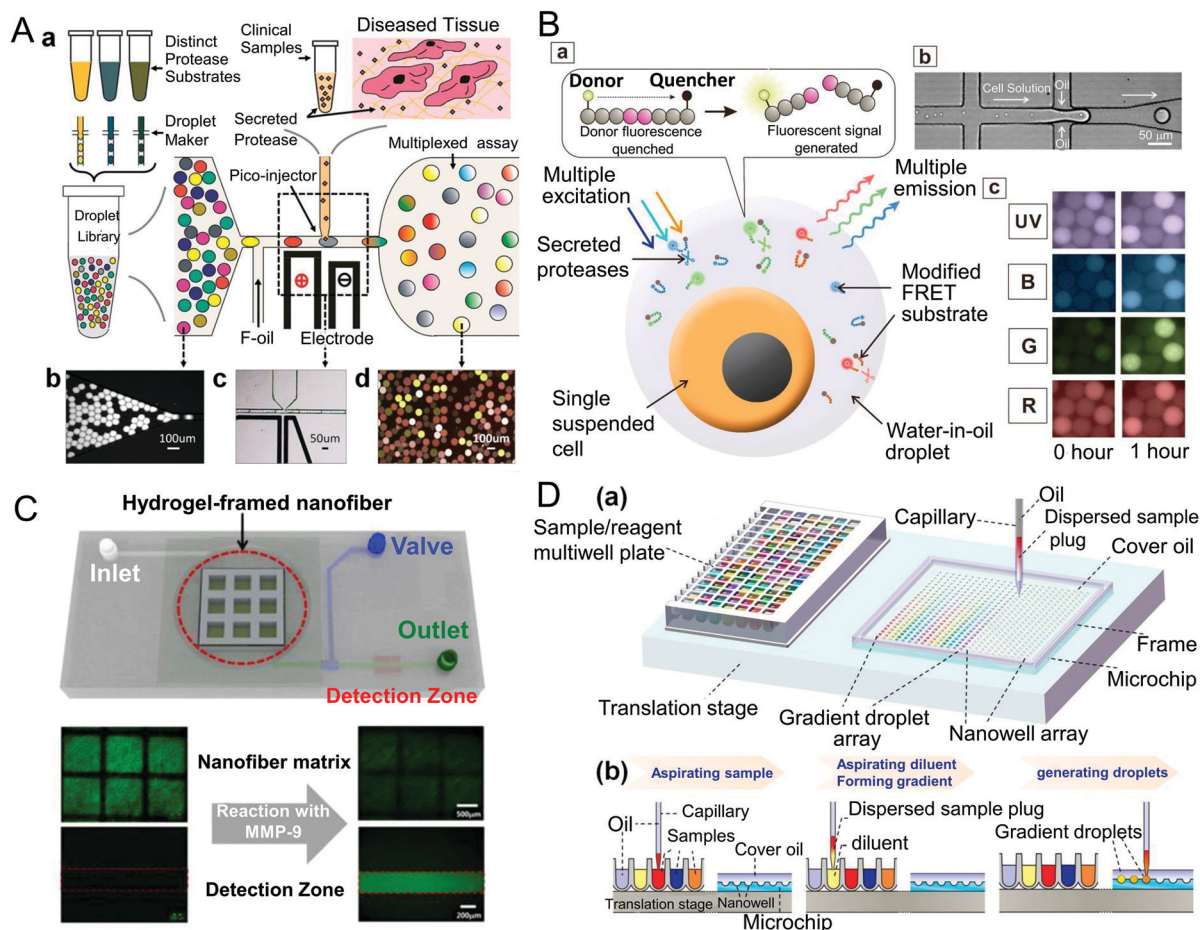 A
a
Distinct
Protease
Substrates
Droplet
Maker
Droplet
Library
Clinical
Samples
Diseased Tissue
Secreted
Protease
Pico-injector
Multiplexed assay
F-oil
Electrode
b
100um
c
50um
d
100um
B
a
Donor
Quencher
Donor fluorescence
quenched
Fluorescent signal
generated
b
Cell Solution
Oil
Oil
50 μm
Multiple
excitation
Multiple
emission
Secreted
proteases
Modified
FRET
substrate
Single
suspended
cell
Water-in-oil
droplet
c
UV
B
G
R
0 hour
1 hour
C
Hydrogel-framed nanofiber
Inlet
Valve
Outlet
Detection Zone
Nanofiber matrix
Reaction with
MMP-9
Detection Zone
500μm
200μm
D
(a)
Sample/reagent
multiwell plate
Capillary
Oil
Dispersed sample
plug
Cover oil
Frame
Microchip
Translation stage
Gradient droplet
array
Nanowell array
(b)
Aspirating sample
Aspirating diluent
Forming gradient
generating droplets
Oil
Capillary
Samples
Cover oil
Translation stage
Nanowell
Microchip
Dispersed sample plug
diluent
Gradient droplets